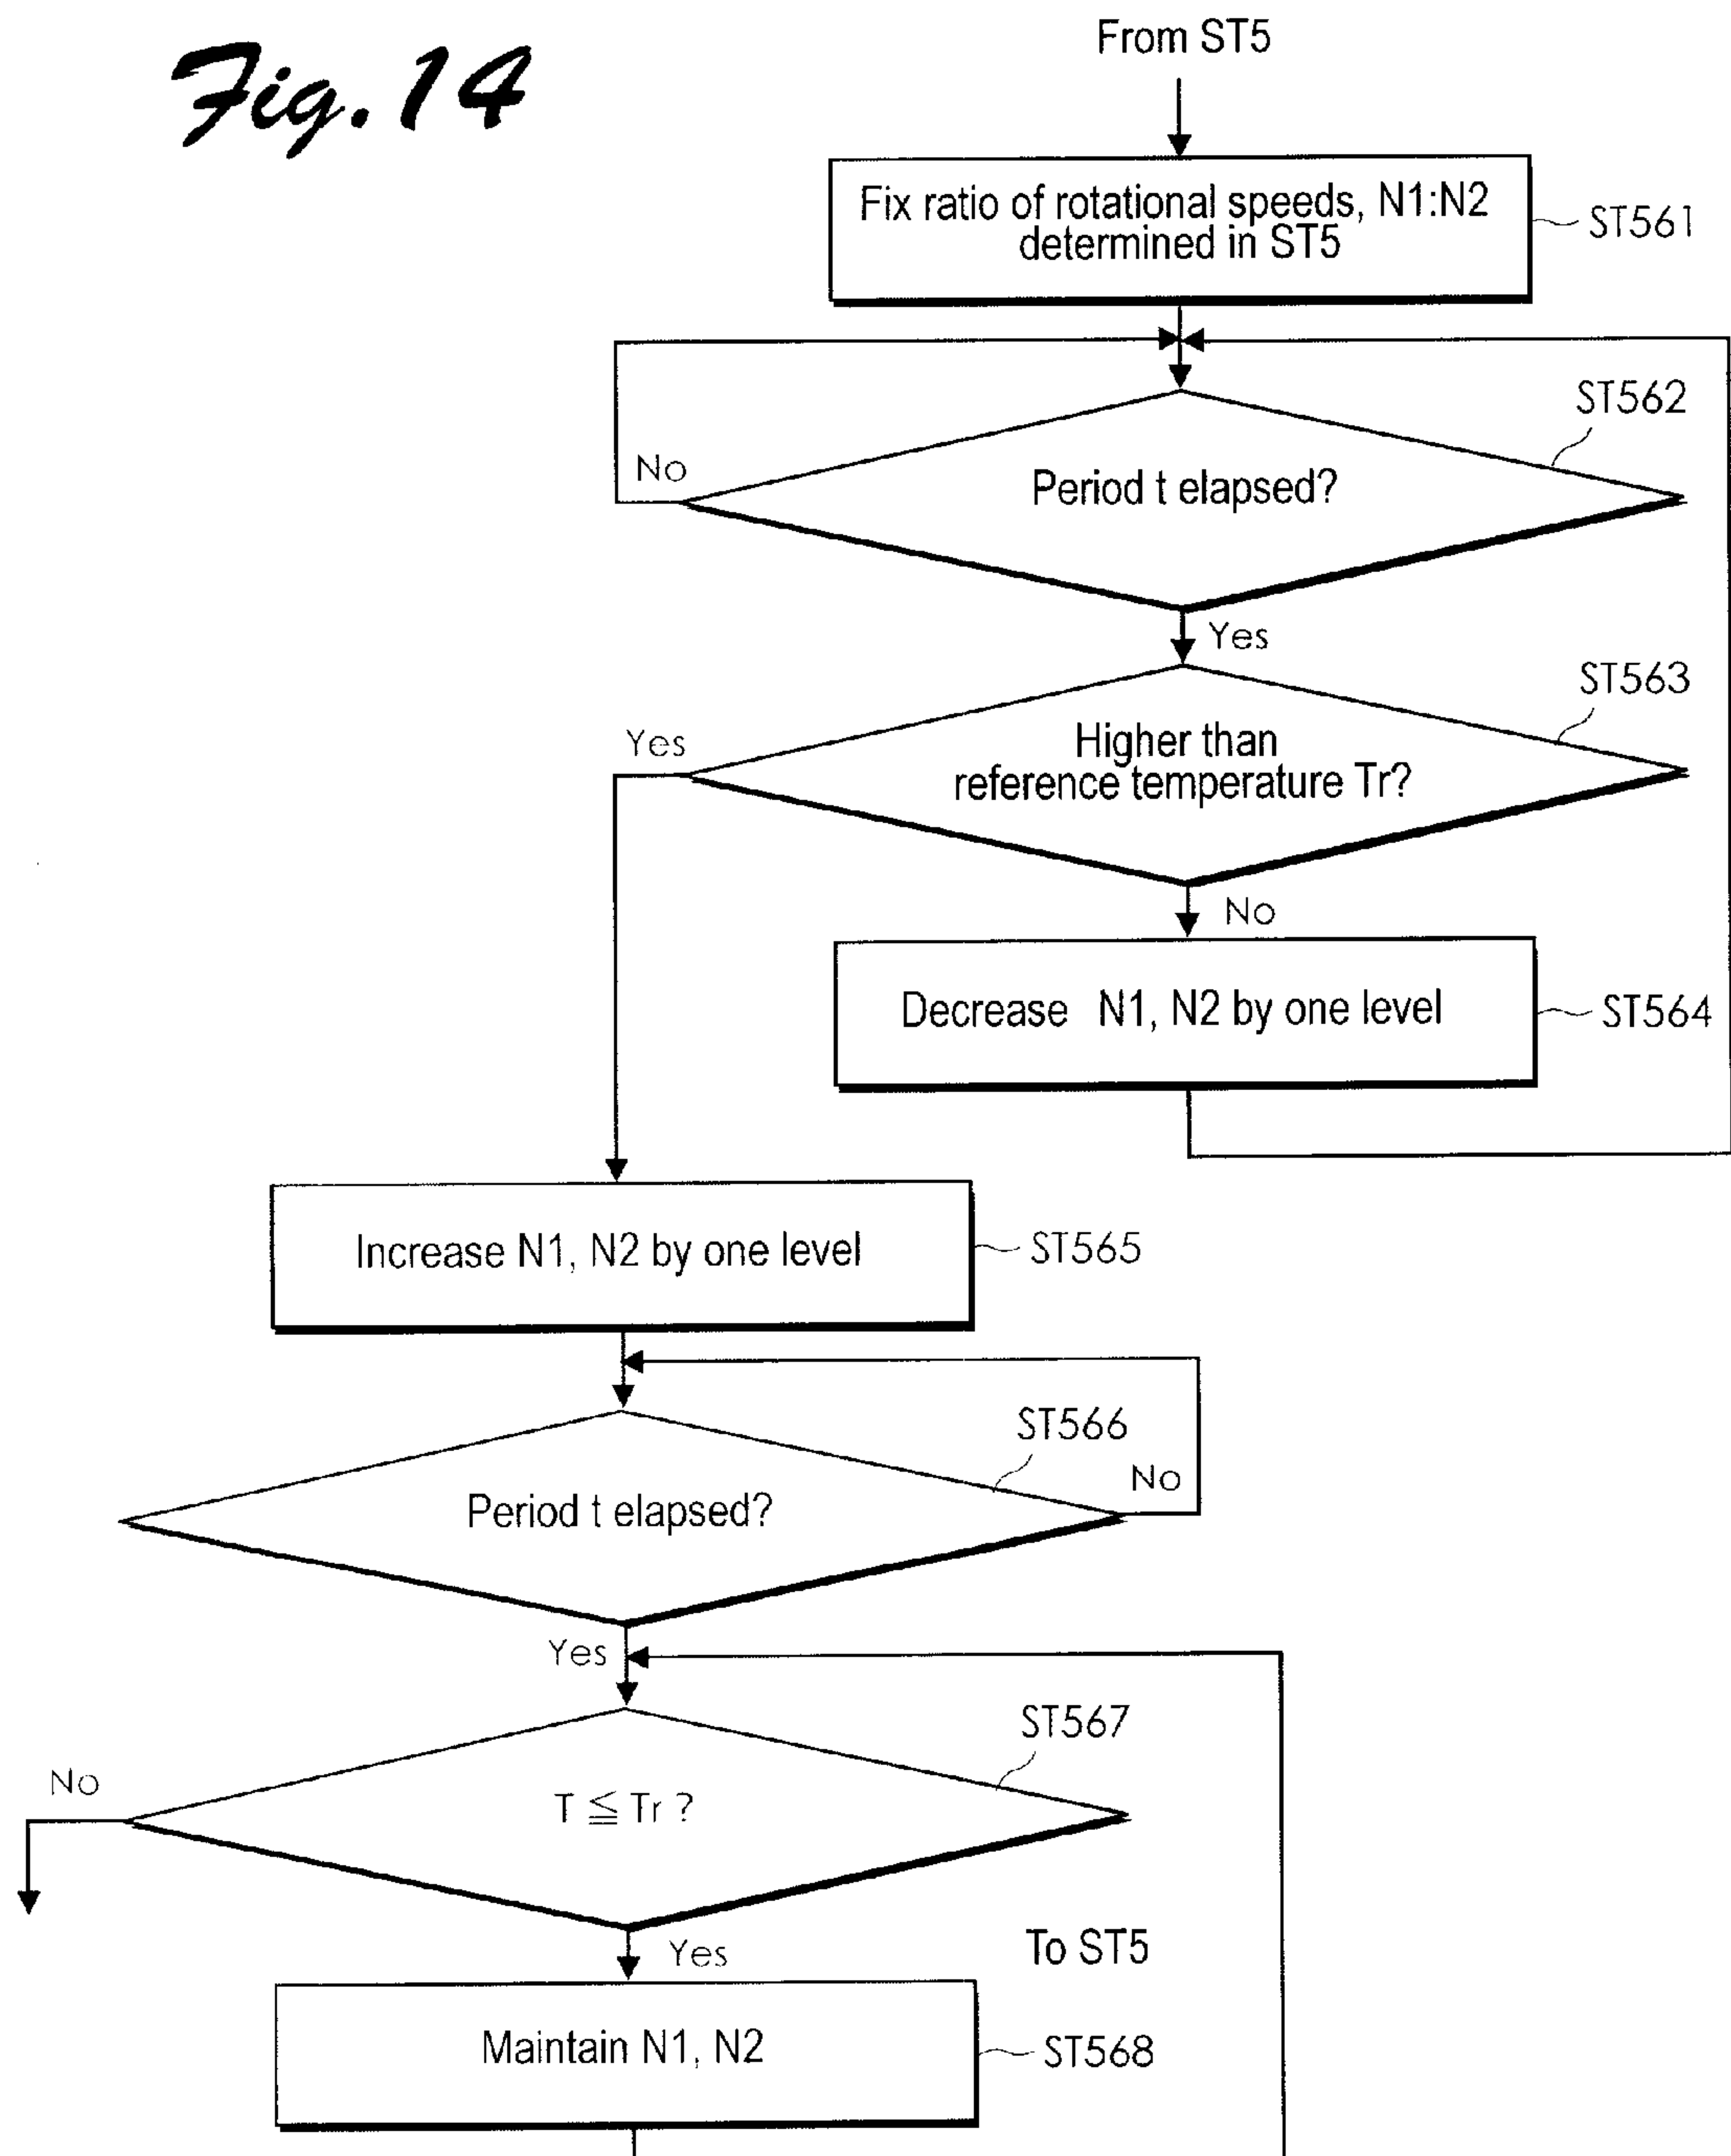 Fig. 14
From ST5
Fix ratio of rotational speeds, N1:N2
determined in ST5
ST561
ST562
No
Period t elapsed?
Yes
ST563
Yes
Higher than
reference temperature Tr?
No
Decrease N1, N2 by one level
ST564
Increase N1, N2 by one level
ST565
ST566
No
Period t elapsed?
Yes
ST567
No
T ≦ Tr ?
Yes
To ST5
Maintain N1, N2
ST568